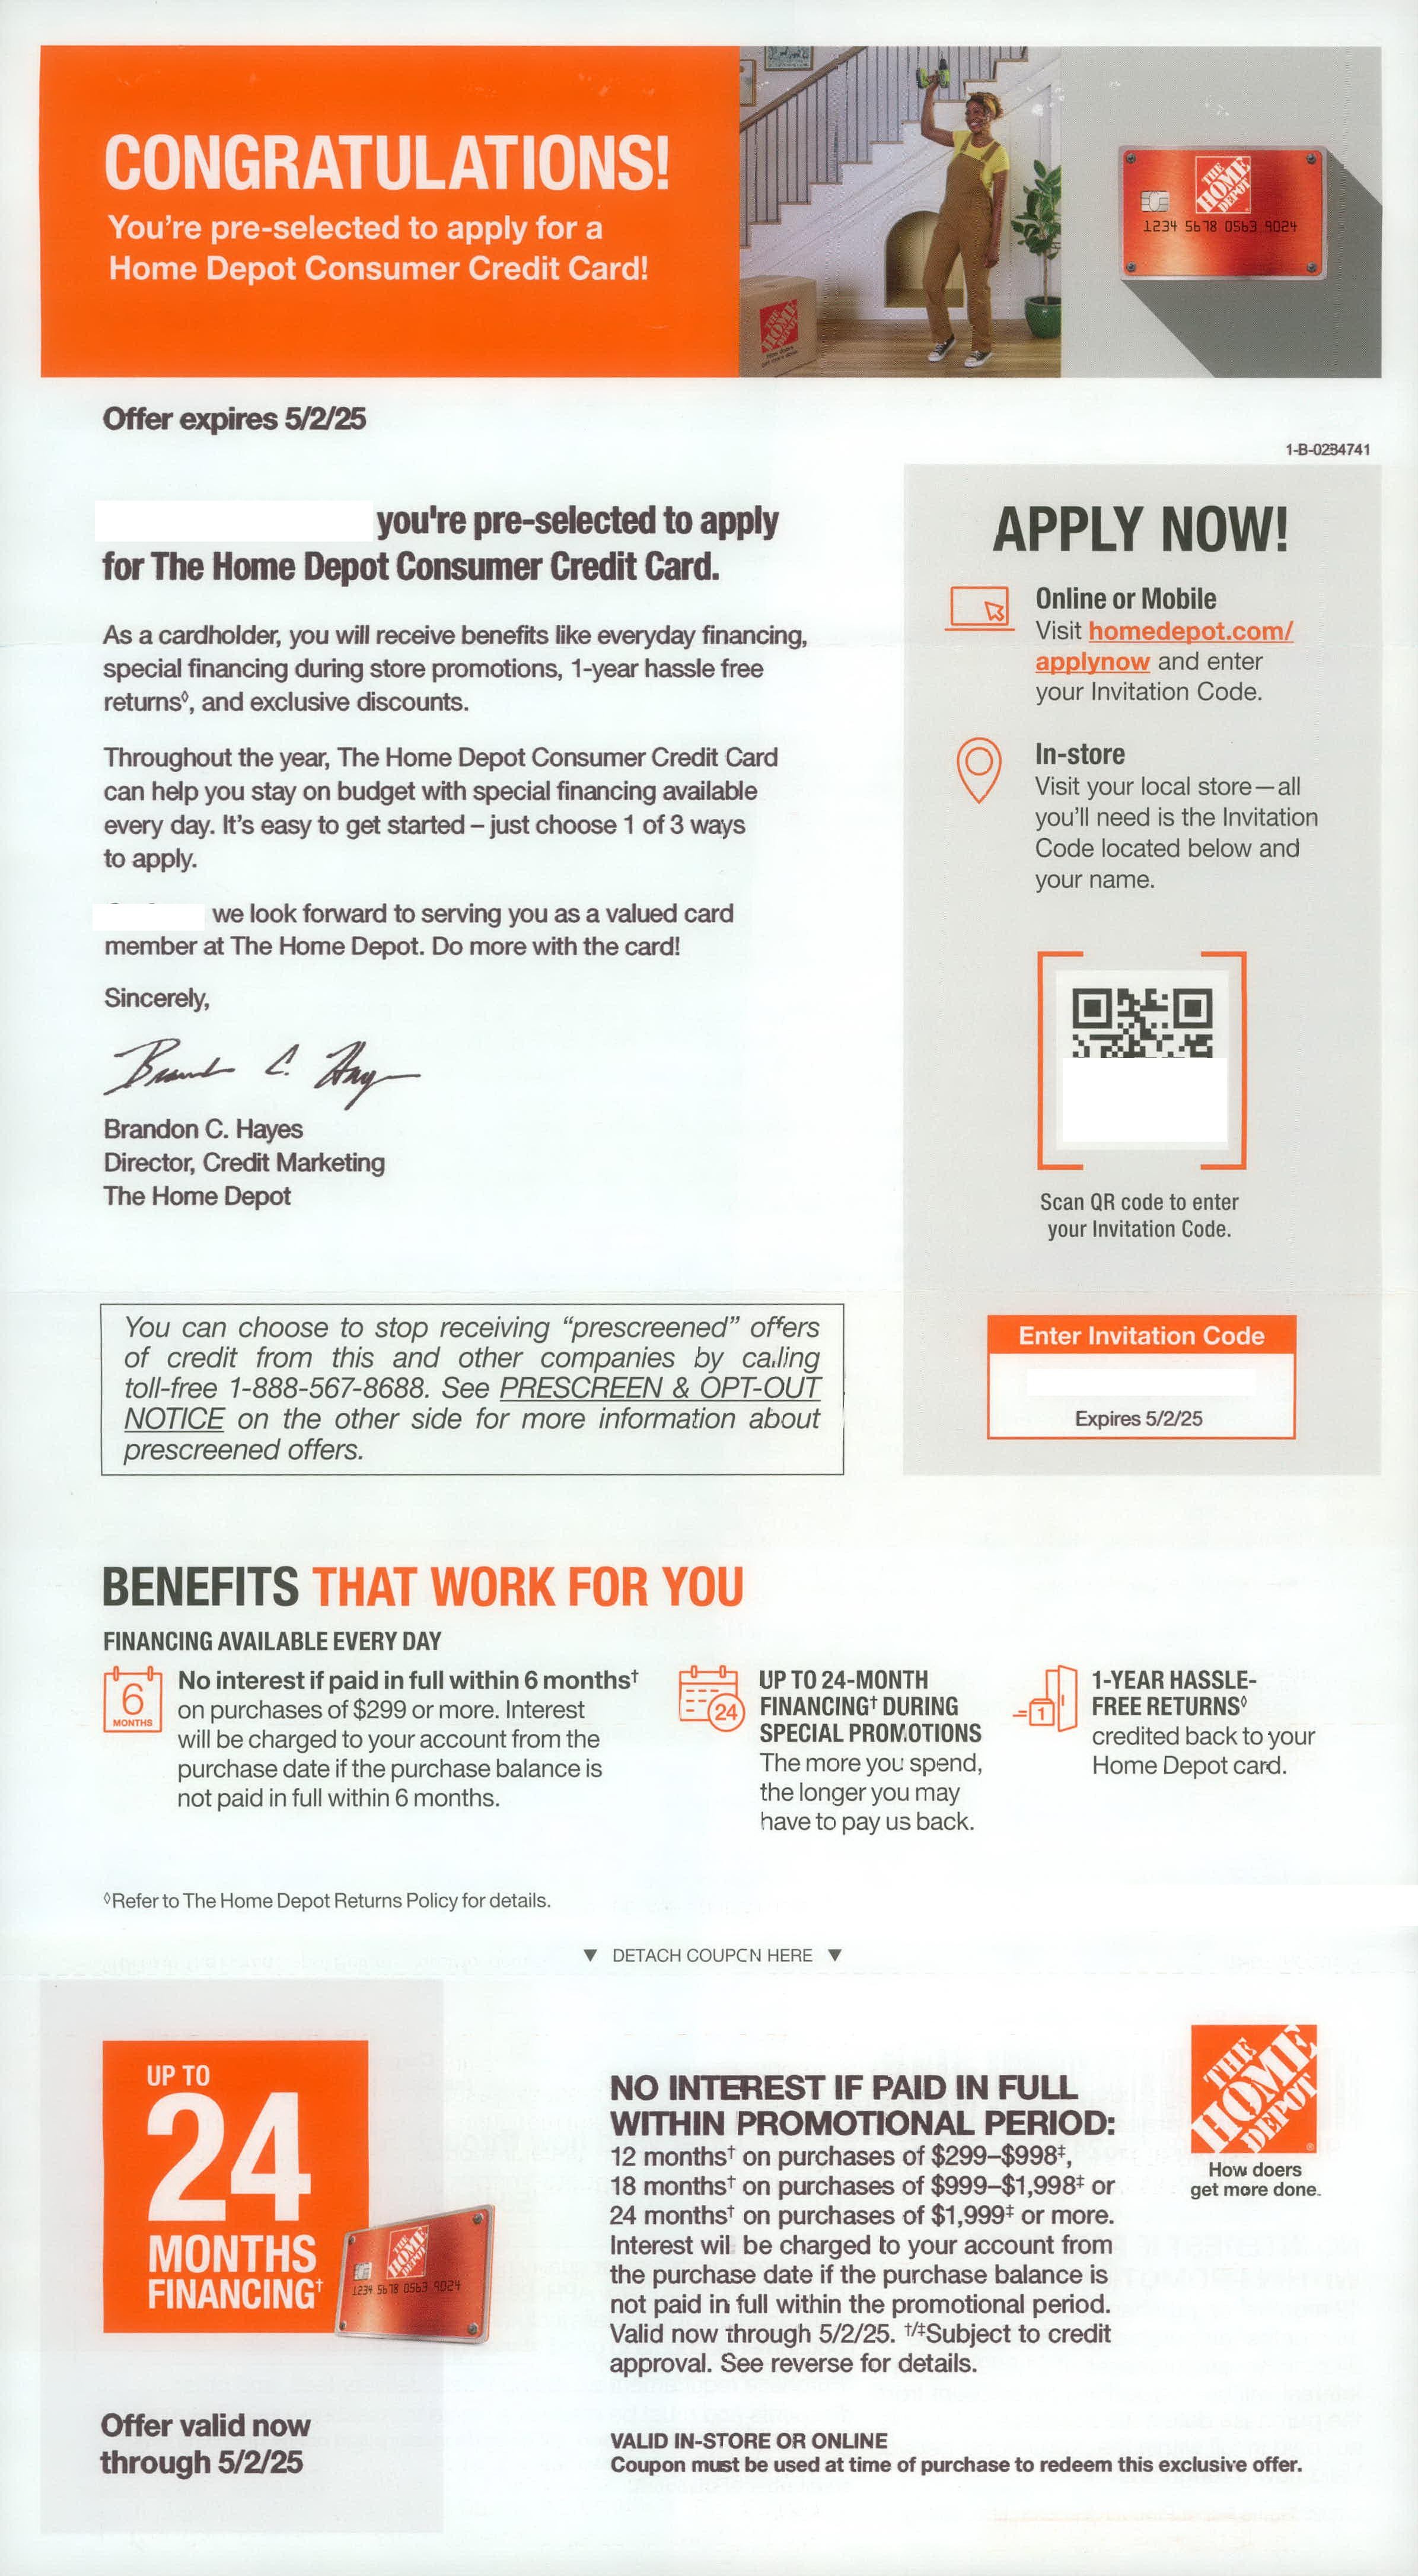 CONGRATULATIONS!
You're pre-selected to apply for a
Home Depot Consumer Credit Card!
THE
HOME
DEPOT
THE
HOME
DEPOT
1234 5678 0563 9024
Offer expires 5/2/25
1-B-0234741
you're pre-selected to apply
for The Home Depot Consumer Credit Card.
As a cardholder, you will receive benefits like everyday financing,
special financing during store promotions, 1-year hassle free
returns◊, and exclusive discounts.
Throughout the year, The Home Depot Consumer Credit Card
can help you stay on budget with special financing available
every day. It's easy to get started – just choose 1 of 3 ways
to apply.
we look forward to serving you as a valued card
member at The Home Depot. Do more with the card!
Sincerely,
Brandon C. Hayes
Brandon C. Hayes
Director, Credit Marketing
The Home Depot
APPLY NOW!
Online or Mobile
Visit homedepot.com/
applynow and enter
your Invitation Code.
In-store
Visit your local store—all
you'll need is the Invitation
Code located below and
your name.
Scan QR code to enter
your Invitation Code.
Enter Invitation Code
Expires 5/2/25
You can choose to stop receiving “prescreened” offers
of credit from this and other companies by calling
toll-free 1-888-567-8688. See PRESCREEN & OPT-OUT
NOTICE on the other side for more information about
prescreened offers.
BENEFITS THAT WORK FOR YOU
FINANCING AVAILABLE EVERY DAY
6
MONTHS
No interest if paid in full within 6 months†
on purchases of $299 or more. Interest
will be charged to your account from the
purchase date if the purchase balance is
not paid in full within 6 months.
24
UP TO 24-MONTH
FINANCING† DURING
SPECIAL PROMOTIONS
The more you spend,
the longer you may
have to pay us back.
1
1-YEAR HASSLE-
FREE RETURNS◊
credited back to your
Home Depot card.
◊Refer to The Home Depot Returns Policy for details.
▼ DETACH COUPON HERE ▼
UP TO
24
MONTHS
FINANCING†
THE
HOME
DEPOT
1234 5678 0563 9024
Offer valid now
through 5/2/25
NO INTEREST IF PAID IN FULL
WITHIN PROMOTIONAL PERIOD:
12 months† on purchases of $299–$998‡,
18 months† on purchases of $999–$1,998‡ or
24 months† on purchases of $1,999‡ or more.
Interest will be charged to your account from
the purchase date if the purchase balance is
not paid in full within the promotional period.
Valid now through 5/2/25. †/‡Subject to credit
approval. See reverse for details.
VALID IN-STORE OR ONLINE
Coupon must be used at time of purchase to redeem this exclusive offer.
THE
HOME
DEPOT
®
How doers
get more done.